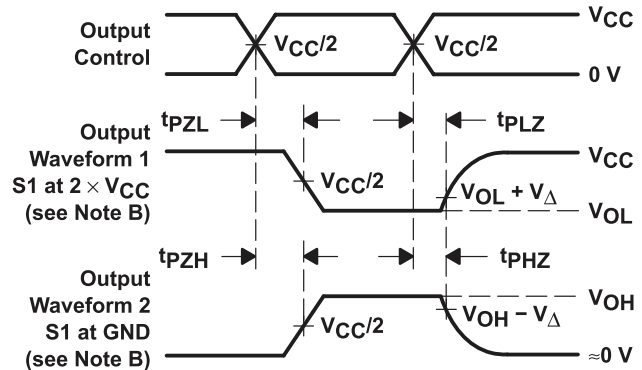 Output
Control
VCC/2
VCC/2
VCC
0 V
tPZL
tPLZ
Output
Waveform 1
S1 at 2 × VCC
(see Note B)
VCC/2
VCC
VOL + VΔ
VOL
tPZH
tPHZ
Output
Waveform 2
S1 at GND
(see Note B)
VCC/2
VOH
VOH − VΔ
≈0 V